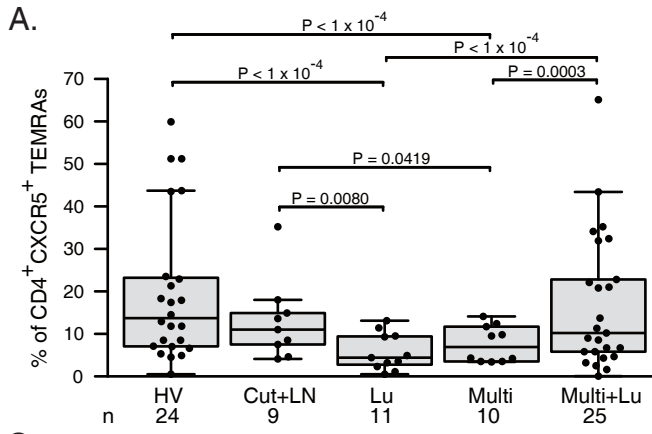 A.
P < 1 x 10⁻⁴
P < 1 x 10⁻⁴
P < 1 x 10⁻⁴
P = 0.0003
P = 0.0419
P = 0.0080
% of CD4⁺CXCR5⁺ TEMRAs
70
60
50
40
30
20
10
0
HV Cut+LN Lu Multi Multi+Lu
n 24 9 11 10 25